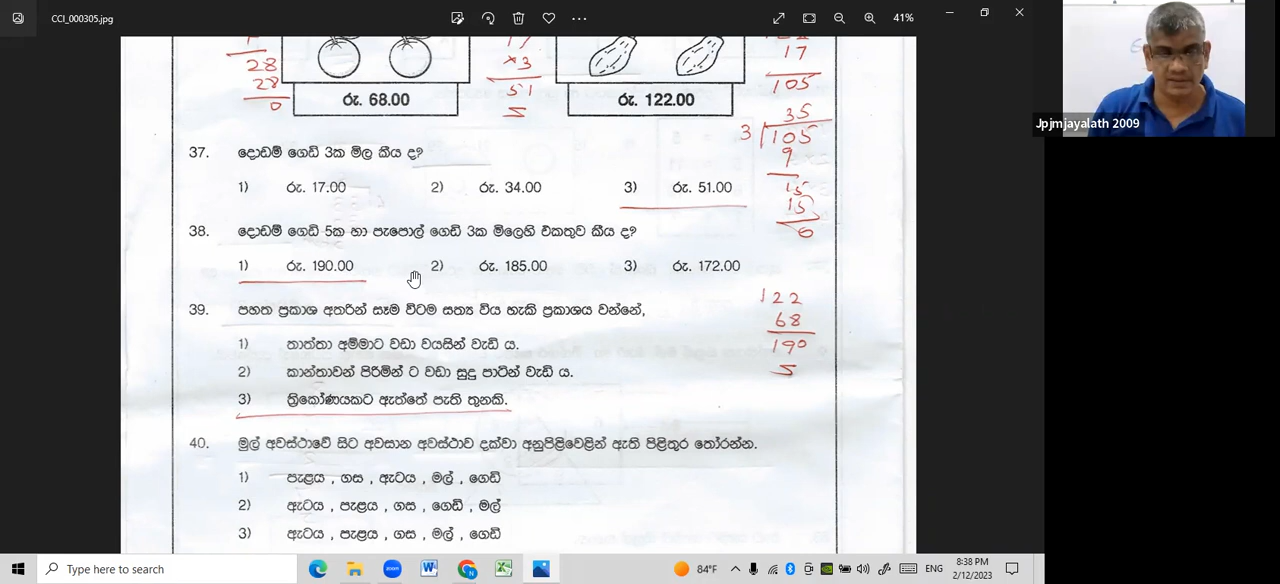 CCI_000305.jpg
41%
Jpjmjayalath 2009
28
28
0
17
×3
51
17
105
රු. 68.00
රු. 122.00
35
3 105
9
15
15
0
37. දොඩම් ගෙඩි 3ක මිල කීය ද?
1) රු. 17.00 2) රු. 34.00 3) රු. 51.00
38. දොඩම් ගෙඩි 5ක හා පැපොල් ගෙඩි 3ක මිලෙහි එකතුව කීය ද?
1) රු. 190.00 2) රු. 185.00 3) රු. 172.00
122
68
190
39. පහත ප්‍රකාශ අතරින් සෑම විටම සත්‍ය විය හැකි ප්‍රකාශය වන්නේ,
1) තාත්තා අම්මාට වඩා වයසින් වැඩි ය.
2) කාන්තාවන් පිරිමින් ට වඩා සුදු පාටින් වැඩි ය.
3) ත්‍රිකෝණයකට ඇත්තේ පැති තුනකි.
40. මුල් අවස්ථාවේ සිට අවසාන අවස්ථාව දක්වා අනුපිළිවෙළින් ඇති පිළිතුර තෝරන්න.
1) පැළය , ගස , ඇටය , මල් , ගෙඩි
2) ඇටය , පැළය , ගස , ගෙඩි , මල්
3) ඇටය , පැළය , ගස , මල් , ගෙඩි
Type here to search
84°F
ENG
8:38 PM
2/12/2023